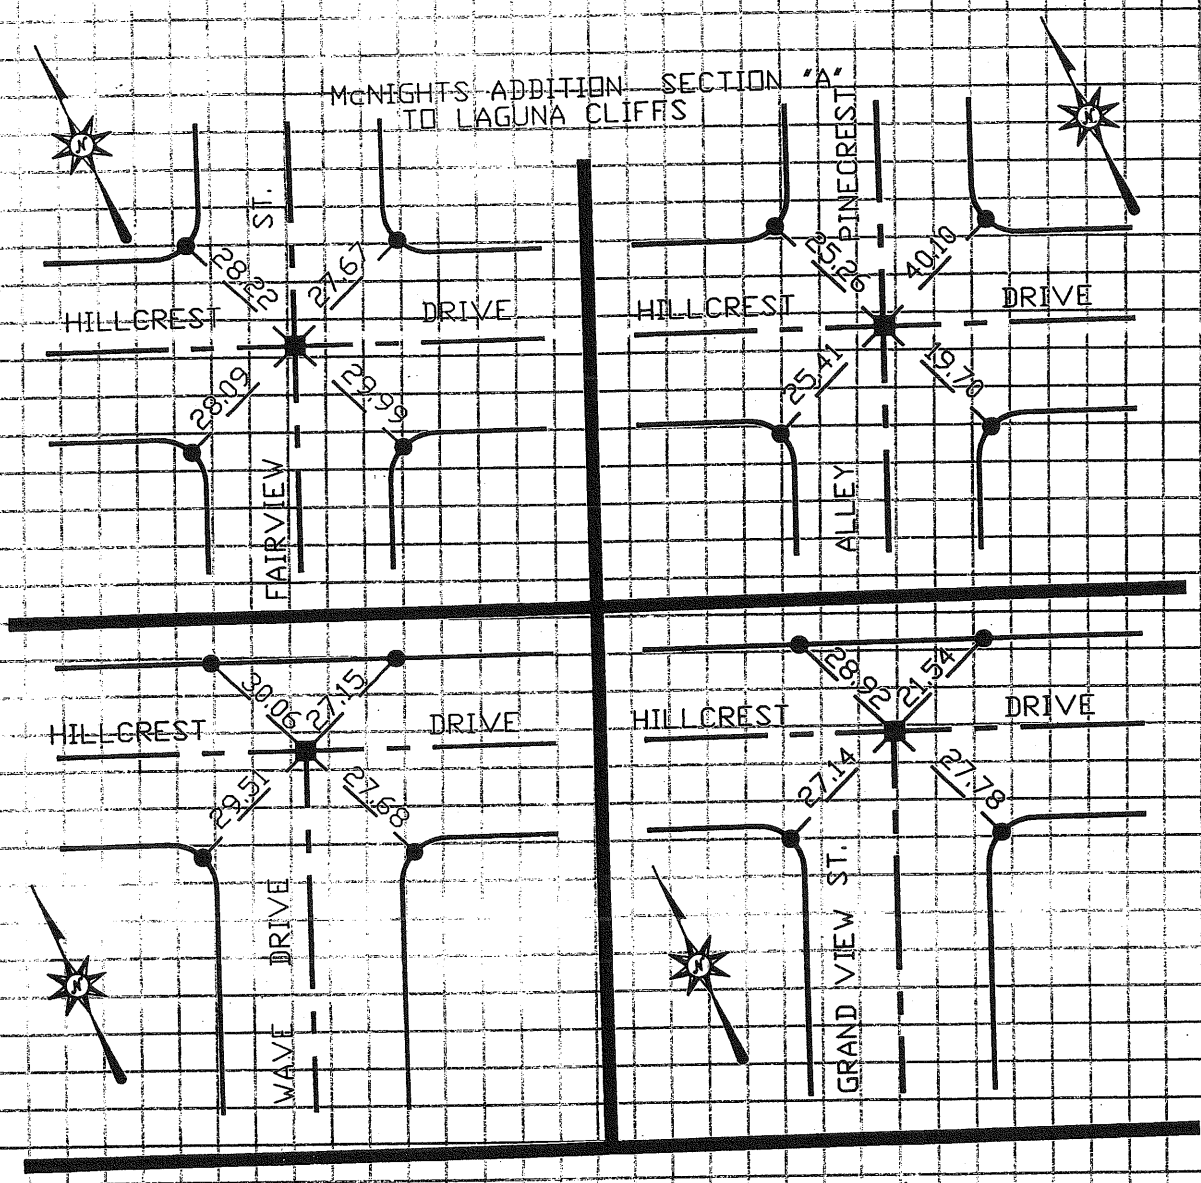 McNIGHTS ADDITION SECTION "A"
TO LAGUNA CLIFFS
N
ST.
28.22
27.67
HILLCREST
DRIVE
28.09
29.99
FAIRVIEW
N
PINECREST
25.26
40.10
HILLCREST
DRIVE
25.41
19.70
ALLEY
30.06
27.15
HILLCREST
DRIVE
29.51
27.68
WAVE DRIVE
N
28.92
21.54
HILLCREST
DRIVE
27.14
27.78
GRAND VIEW ST.
N